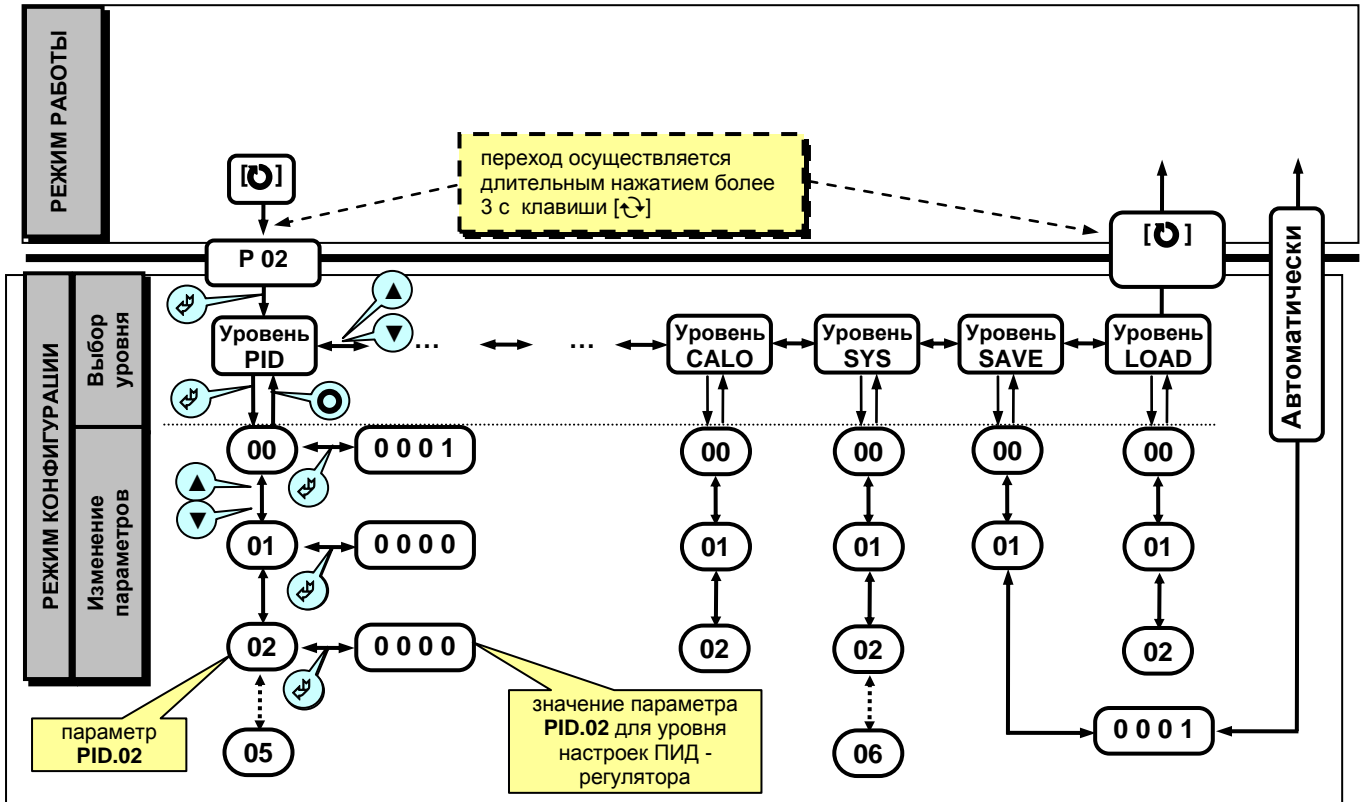 РЕЖИМ РАБОТЫ
переход осуществляется
длительным нажатием более
3 с клавиши [↻]
[↻]
[↻]
P 02
РЕЖИМ КОНФИГУРАЦИИ
Выбор
уровня
Изменение
параметров
Автоматически
▲
▼
Уровень
PID
...
...
Уровень
CALO
Уровень
SYS
Уровень
SAVE
Уровень
LOAD
00
0 0 0 1
00
00
00
00
▲
▼
01
0 0 0 0
01
01
01
01
02
0 0 0 0
02
02
02
параметр
PID.02
05
значение параметра
PID.02 для уровня
настроек ПИД -
регулятора
06
0 0 0 1